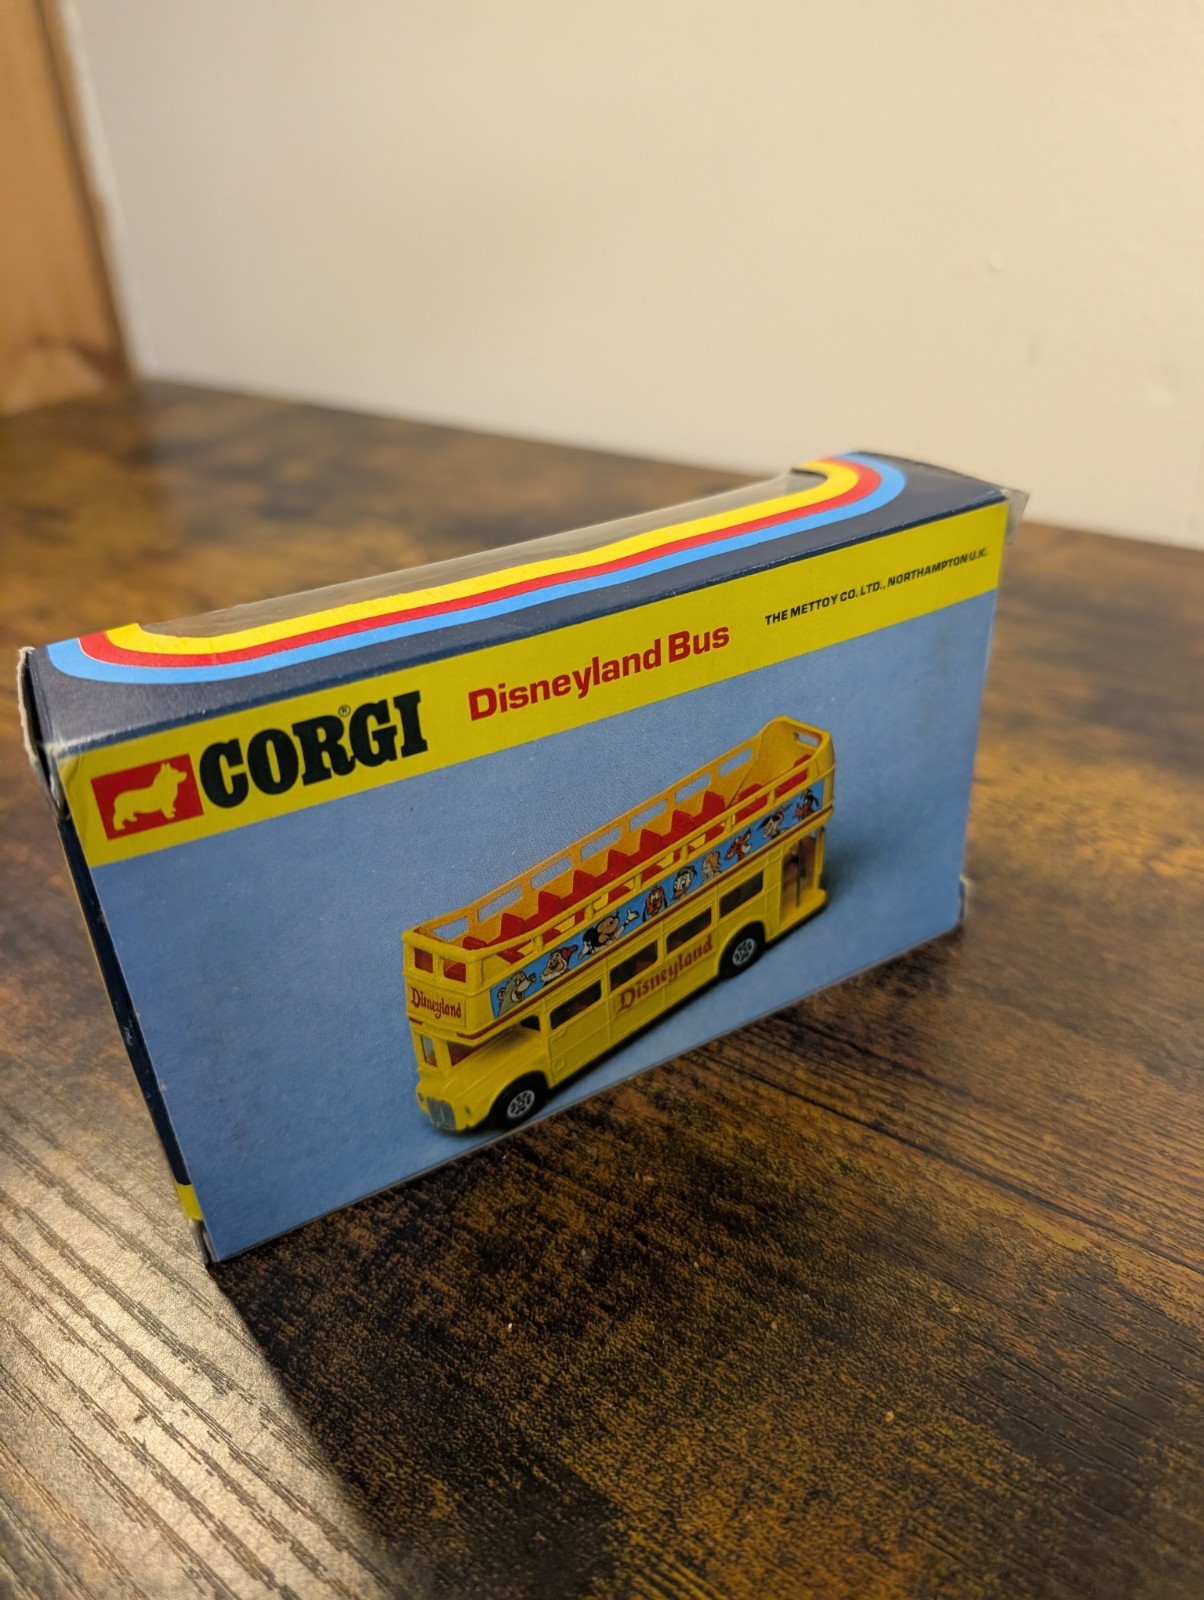 CORGI®
Disneyland Bus
THE METTOY CO. LTD., NORTHAMPTON U.K.
Disneyland
Disneyland